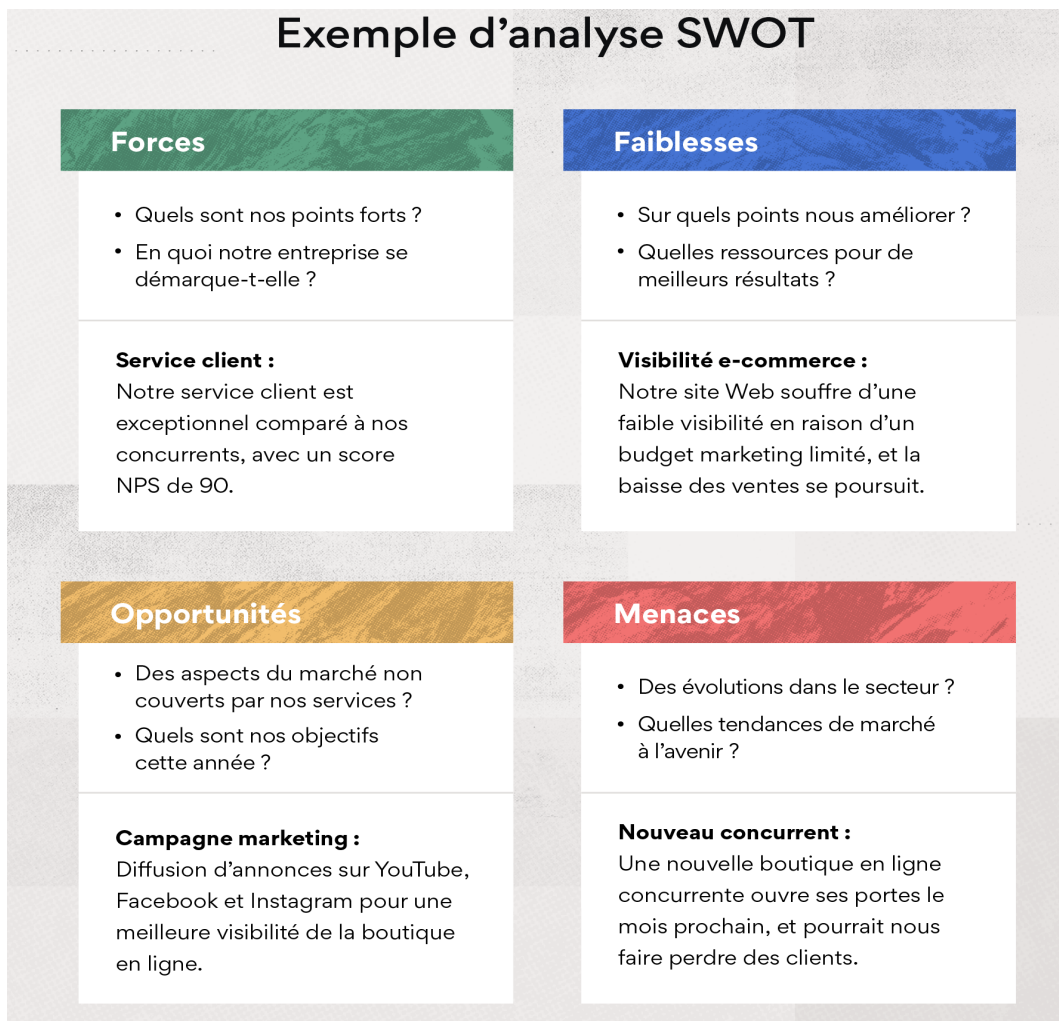 Exemple d’analyse SWOT
Forces
• Quels sont nos points forts ?
• En quoi notre entreprise se
démarque-t-elle ?
Service client :
Notre service client est
exceptionnel comparé à nos
concurrents, avec un score
NPS de 90.
Faiblesses
• Sur quels points nous améliorer ?
• Quelles ressources pour de
meilleurs résultats ?
Visibilité e-commerce :
Notre site Web souffre d’une
faible visibilité en raison d’un
budget marketing limité, et la
baisse des ventes se poursuit.
Opportunités
• Des aspects du marché non
couverts par nos services ?
• Quels sont nos objectifs
cette année ?
Campagne marketing :
Diffusion d’annonces sur YouTube,
Facebook et Instagram pour une
meilleure visibilité de la boutique
en ligne.
Menaces
• Des évolutions dans le secteur ?
• Quelles tendances de marché
à l’avenir ?
Nouveau concurrent :
Une nouvelle boutique en ligne
concurrente ouvre ses portes le
mois prochain, et pourrait nous
faire perdre des clients.